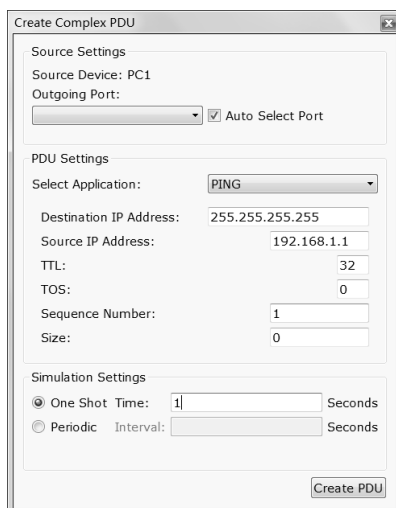 Create Complex PDU
Source Settings
Source Device: PC1
Outgoing Port:
Auto Select Port
PDU Settings
Select Application: PING
Destination IP Address: 255.255.255.255
Source IP Address: 192.168.1.1
TTL: 32
TOS: 0
Sequence Number: 1
Size: 0
Simulation Settings
One Shot Time: 1 Seconds
Periodic Interval: Seconds
Create PDU